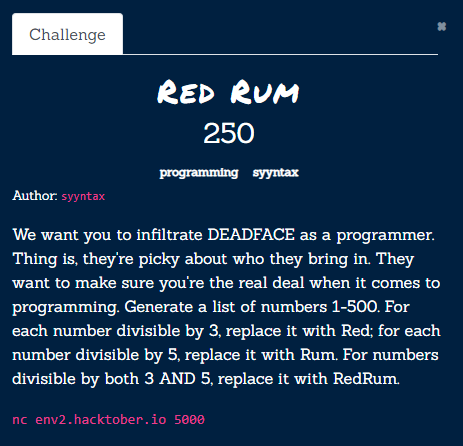 Challenge
×
Red Rum
250
programming syyntax
Author: syyntax
We want you to infiltrate DEADFACE as a programmer.
Thing is, they're picky about who they bring in. They
want to make sure you're the real deal when it comes to
programming. Generate a list of numbers 1-500. For
each number divisible by 3, replace it with Red; for each
number divisible by 5, replace it with Rum. For numbers
divisible by both 3 AND 5, replace it with RedRum.
nc env2.hacktober.io 5000